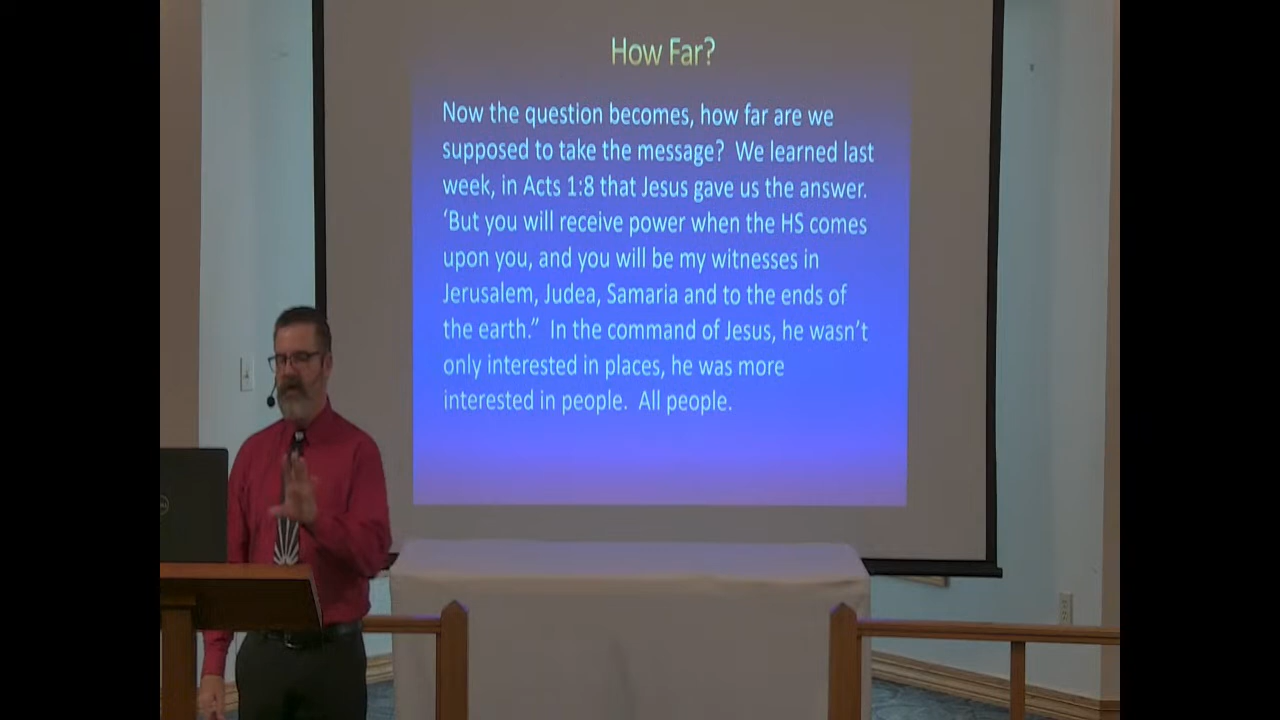 How Far?
Now the question becomes, how far are we
supposed to take the message?  We learned last
week, in Acts 1:8 that Jesus gave us the answer.
‘But you will receive power when the HS comes
upon you, and you will be my witnesses in
Jerusalem, Judea, Samaria and to the ends of
the earth.”  In the command of Jesus, he wasn’t
only interested in places, he was more
interested in people.  All people.